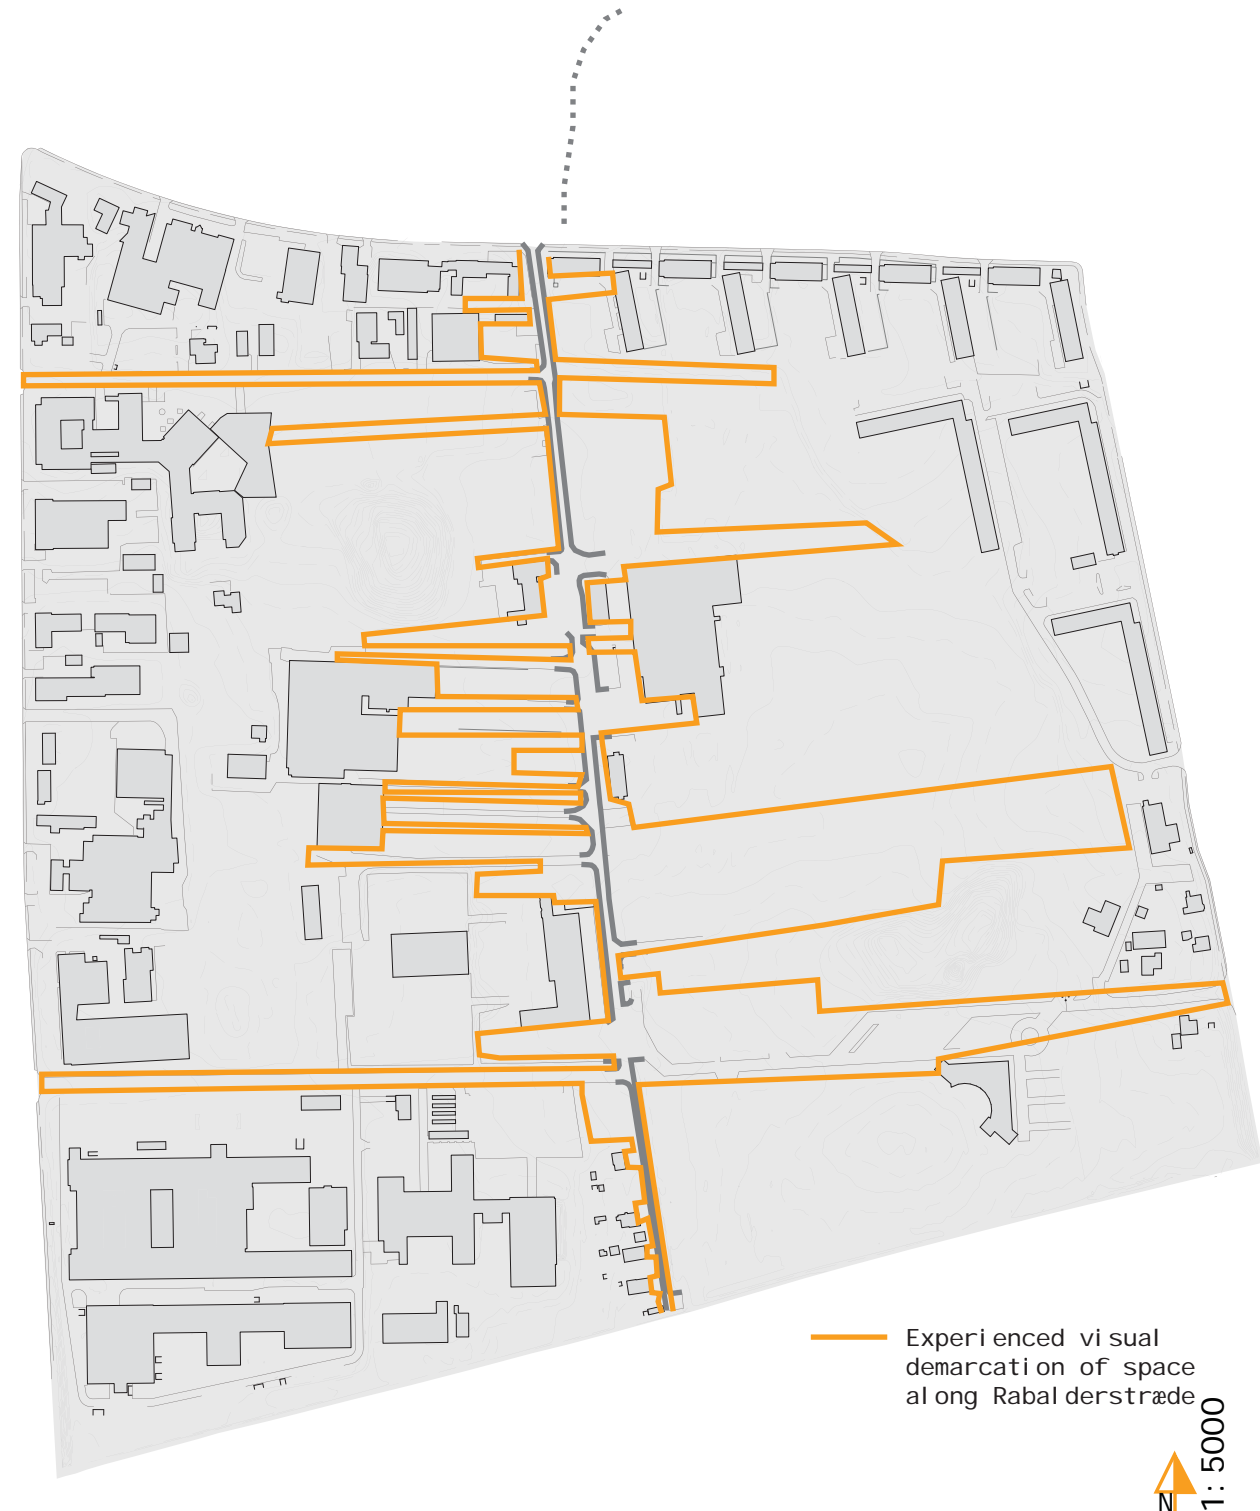 Experienced visual
demarcation of space
along Rabalderstræde
1: 5000
N